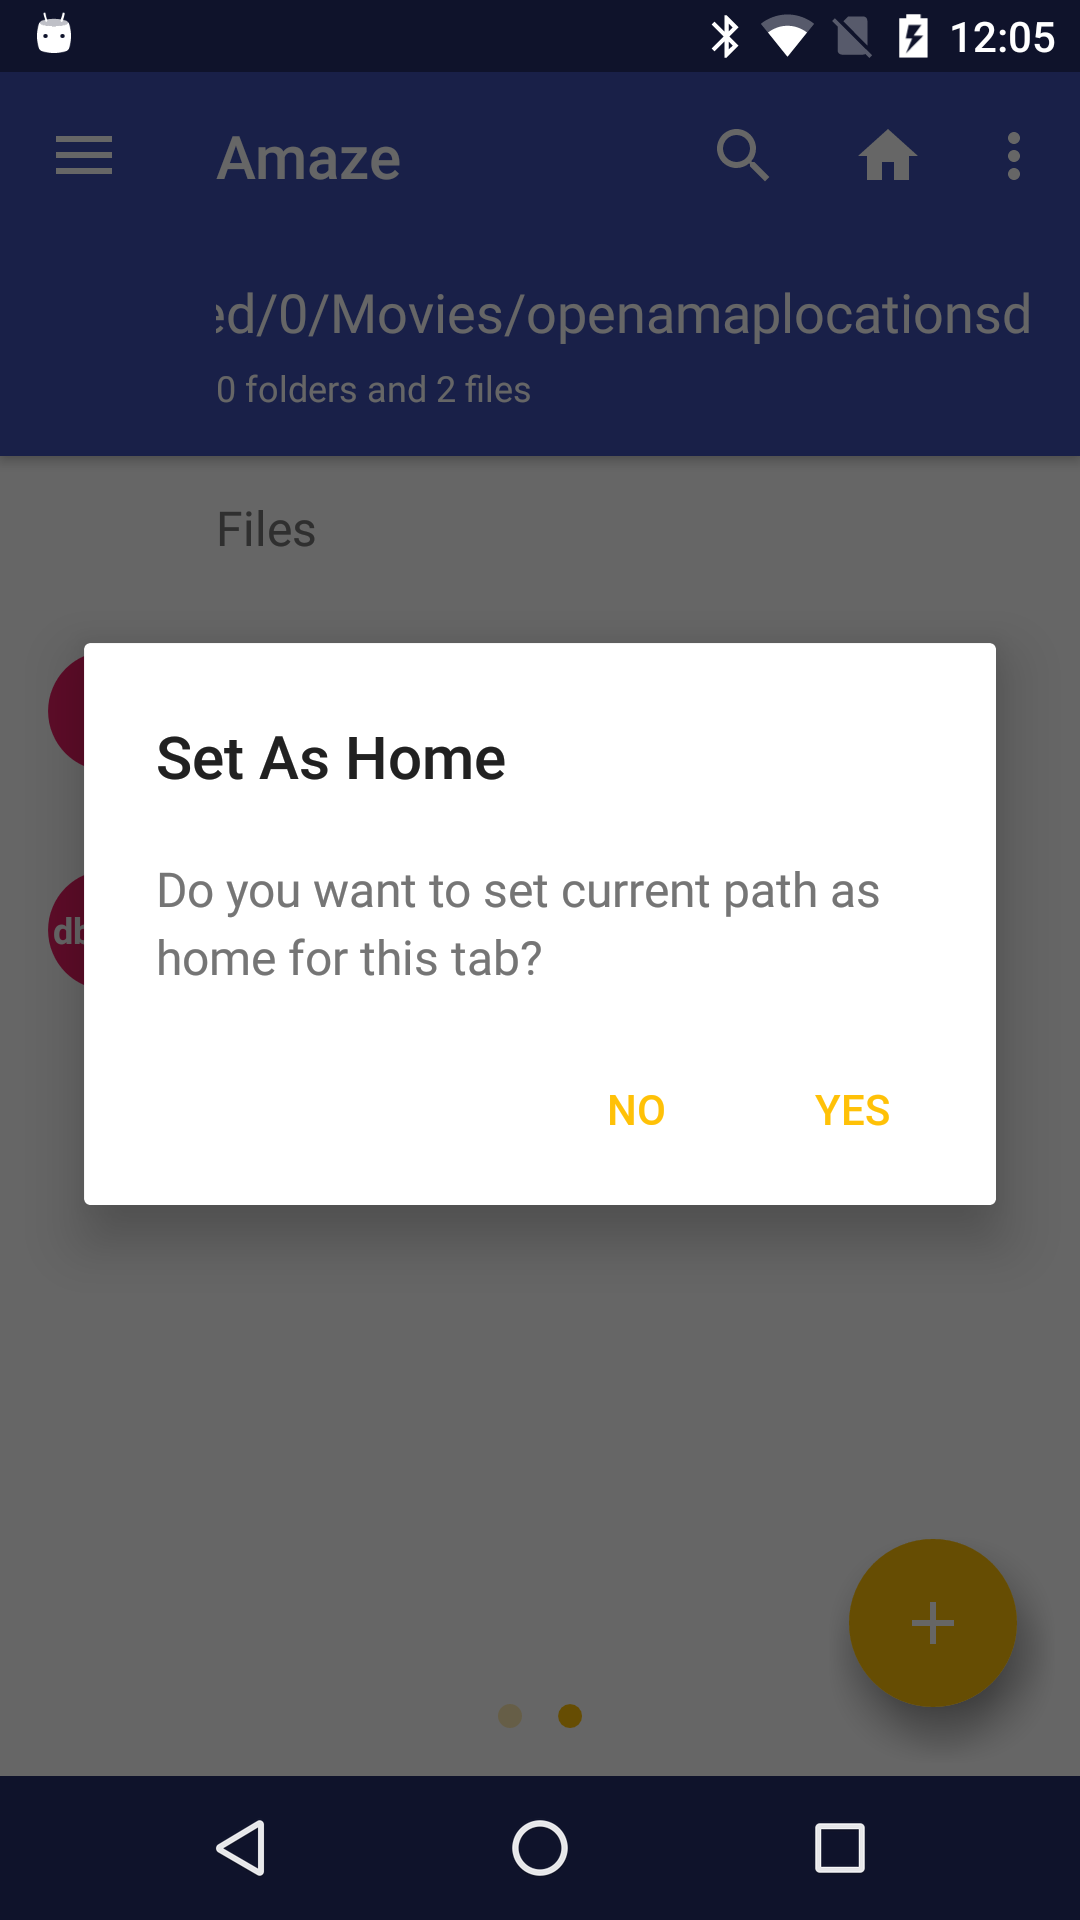 12:05
Amaze
ed/0/Movies/openamaplocationsd
0 folders and 2 files
Files
Set As Home
Do you want to set current path as
home for this tab?
NO
YES